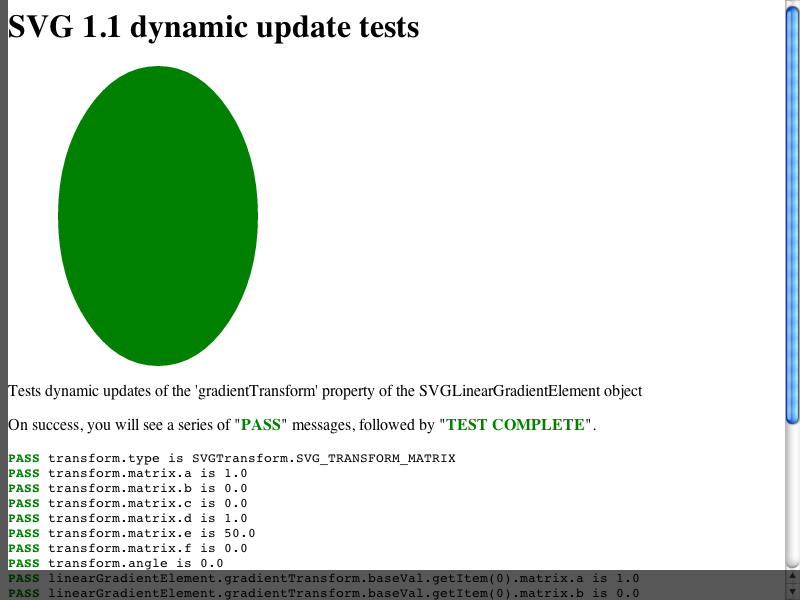 SVG 1.1 dynamic update tests
Tests dynamic updates of the 'gradientTransform' property of the SVGLinearGradientElement object
On success, you will see a series of "PASS" messages, followed by "TEST COMPLETE".
PASS transform.type is SVGTransform.SVG_TRANSFORM_MATRIX
PASS transform.matrix.a is 1.0
PASS transform.matrix.b is 0.0
PASS transform.matrix.c is 0.0
PASS transform.matrix.d is 1.0
PASS transform.matrix.e is 50.0
PASS transform.matrix.f is 0.0
PASS transform.angle is 0.0
PASS linearGradientElement.gradientTransform.baseVal.getItem(0).matrix.a is 1.0
PASS linearGradientElement.gradientTransform.baseVal.getItem(0).matrix.b is 0.0